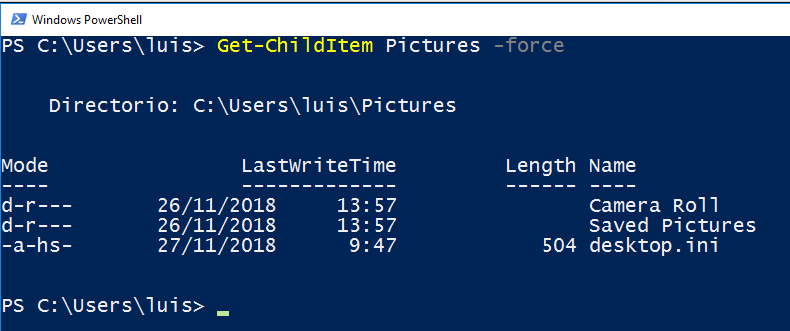 Windows PowerShell
PS C:\Users\luis> Get-ChildItem Pictures -force
Directorio: C:\Users\luis\Pictures
Mode LastWriteTime Length Name
---- ------------- ------ ----
d-r--- 26/11/2018 13:57 Camera Roll
d-r--- 26/11/2018 13:57 Saved Pictures
-a-hs- 27/11/2018 9:47 504 desktop.ini
PS C:\Users\luis> _